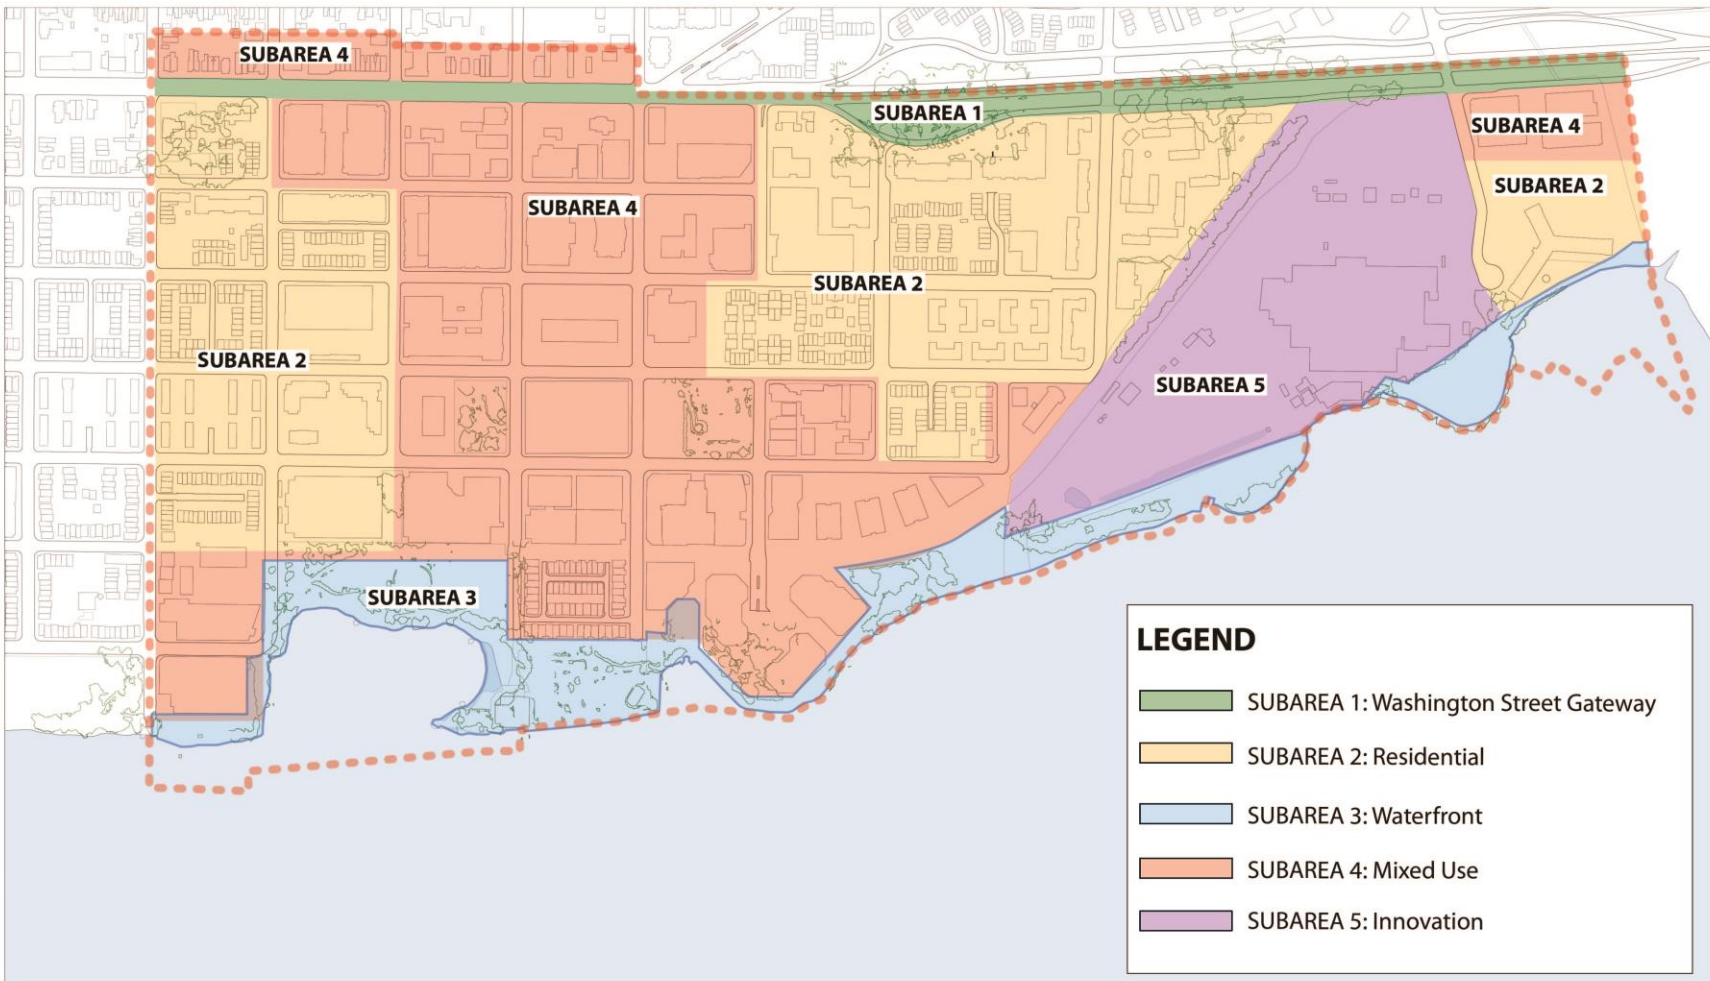 SUBAREA 4
SUBAREA 1
SUBAREA 4
SUBAREA 2
SUBAREA 4
SUBAREA 2
SUBAREA 2
SUBAREA 5
SUBAREA 3
LEGEND
SUBAREA 1: Washington Street Gateway
SUBAREA 2: Residential
SUBAREA 3: Waterfront
SUBAREA 4: Mixed Use
SUBAREA 5: Innovation